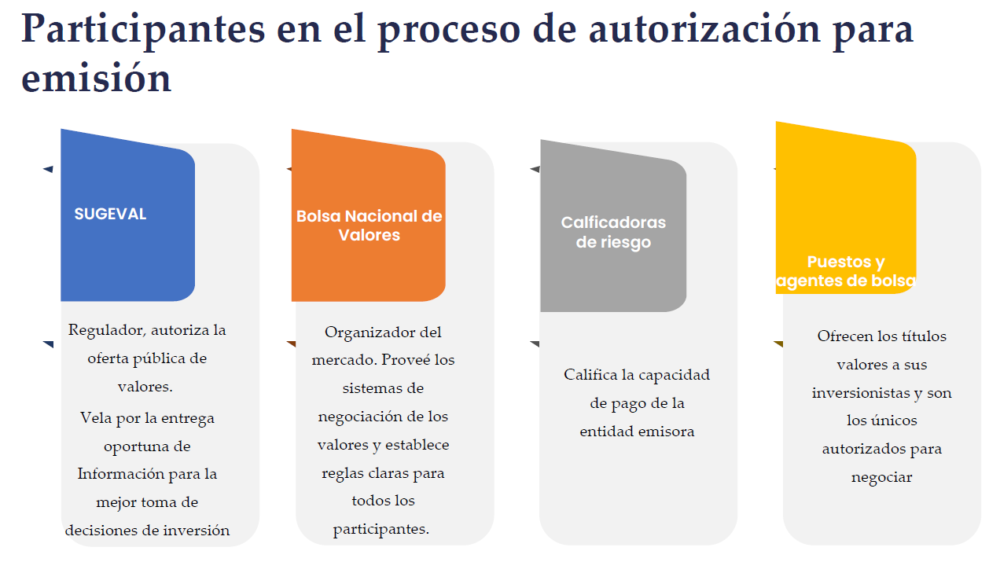 Participantes en el proceso de autorización para
emisión
SUGEVAL
Regulador, autoriza la
oferta pública de
valores.
Vela por la entrega
oportuna de
Información para la
mejor toma de
decisiones de inversión
Bolsa Nacional de
Valores
Organizador del
mercado. Proveé los
sistemas de
negociación de los
valores y establece
reglas claras para
todos los
participantes.
Calficadoras
de riesgo
Califica la capacidad
de pago de la
entidad emisora
Puestos y
agentes de bolsa
Ofrecen los títulos
valores a sus
inversionistas y son
los únicos
autorizados para
negociar